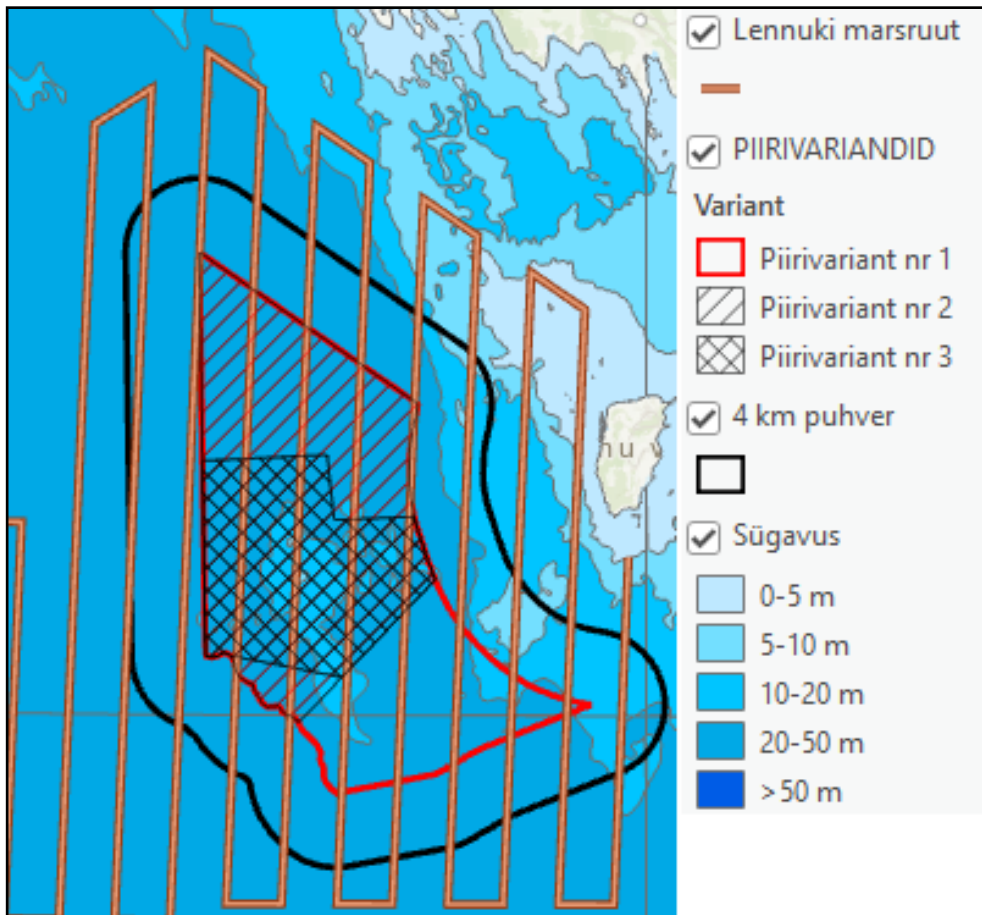 Lennuki marsruut
PIIRIVARIANDID
Variant
Piirivariant nr 1
Piirivariant nr 2
Piirivariant nr 3
4 km puhver
Sügavus
0-5 m
5-10 m
10-20 m
20-50 m
>50 m